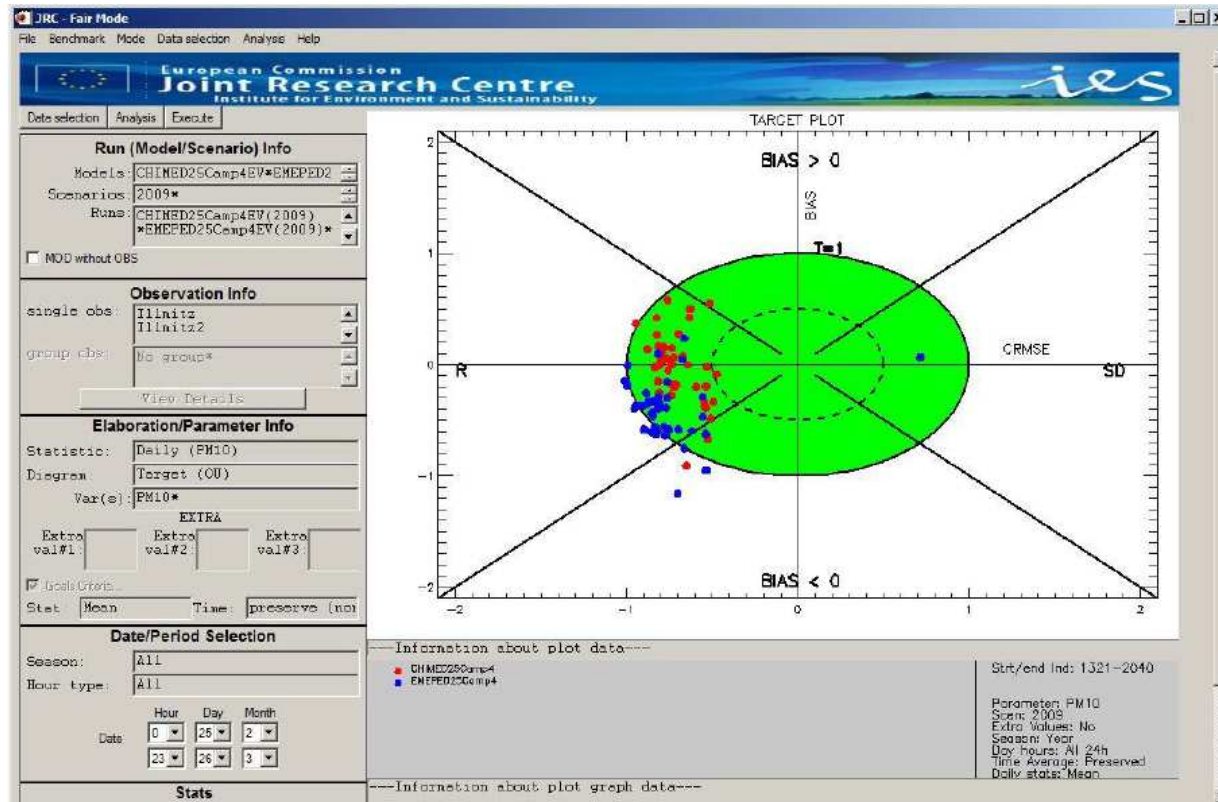 JRC - Fair Mode
File Benchmark Mode Data selection Analysis Help
European Commission
Joint Research Centre
Institute for Environment and Sustainability
ies
Data selection Analysis Execute
Run (Model/Scenario) Info
Models: CHIMED25Camp4EV*EMEPED2
Scenarios: 2009*
Runs: CHIMED25Camp4EV(2009)
*EMEPED25Camp4EV(2009)*
MOD without OBS
Observation Info
single obs: Illmitz
Illmitz2
group obs: No group*
View Details
Elaboration/Parameter Info
Statistic: Daily (PM10)
Diagram: Target (OU)
Var(s): PM10*
EXTRA
Extra val#1: Extra val#2: Extra val#3:
Goals Criteria...
Stat Mean Time: preserve (no
Date/Period Selection
Season: All
Hour type: All
Hour Day Month
Date 0 25 2
23 26 3
Stats
TARGET PLOT
2
BIAS > 0
BIAS
1
T=1
CRMSE
0
R
SD
-1
BIAS < 0
-2
-2 -1 0 1 2
---Information about plot data---
CHIMED25Camp4
EMEPED25Camp4
Strt/end Ind: 1321-2040
Parameter: PM10
Scen: 2009
Extra Values: No
Season: Year
Day hours: All 24h
Time Average: Preserved
Daily stats: Mean
---Information about plot graph data---